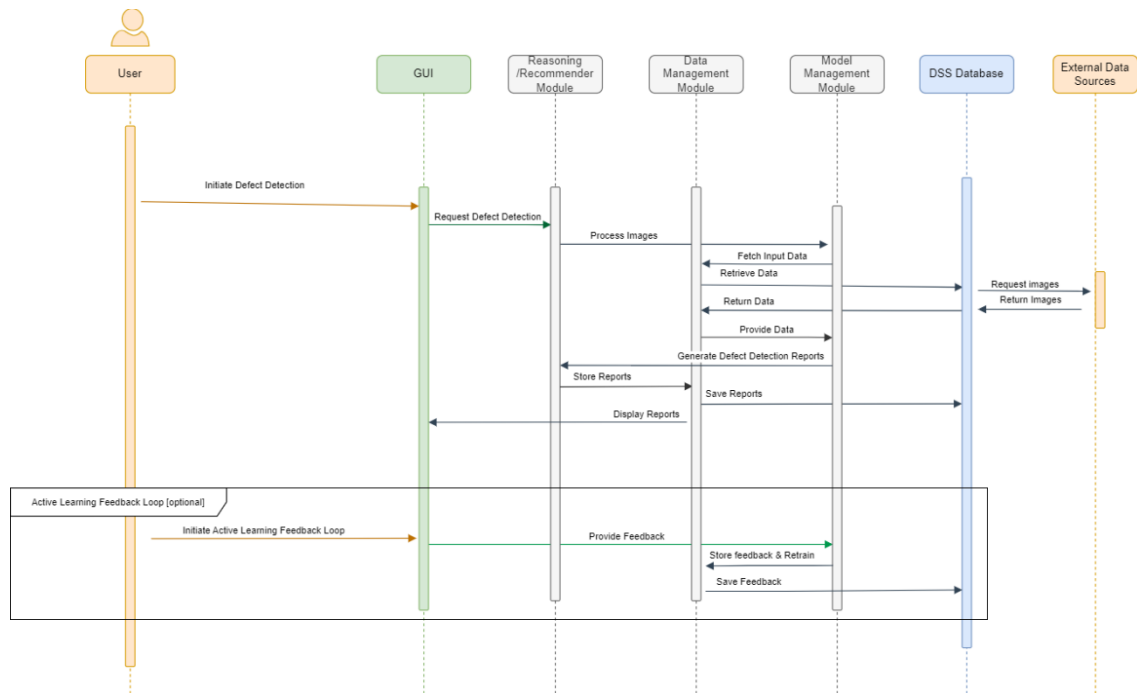 User
GUI
Reasoning
/Recommender
Module
Data
Management
Module
Model
Management
Module
DSS Database
External Data
Sources
Initiate Defect Detection
Request Defect Detection
Process Images
Fetch Input Data
Retrieve Data
Request images
Return Images
Return Data
Provide Data
Generate Defect Detection Reports
Store Reports
Save Reports
Display Reports
Active Learning Feedback Loop [optional]
Initiate Active Learning Feedback Loop
Provide Feedback
Store feedback & Retrain
Save Feedback